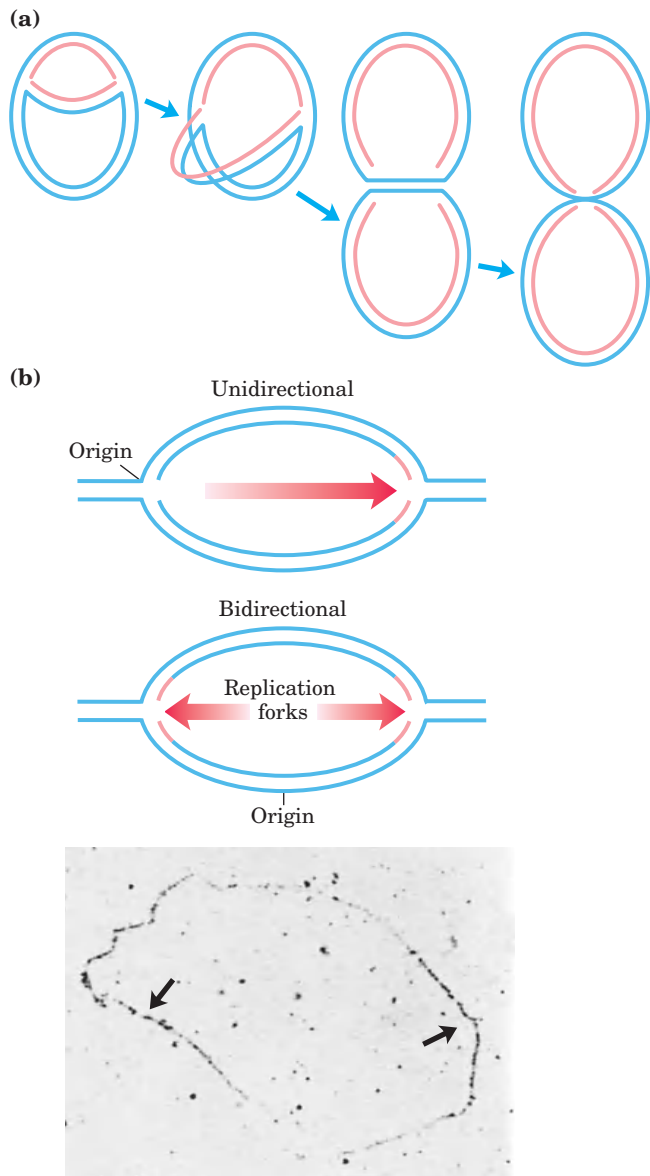 (a)
(b)
Unidirectional
Origin
Bidirectional
Replication
forks
Origin